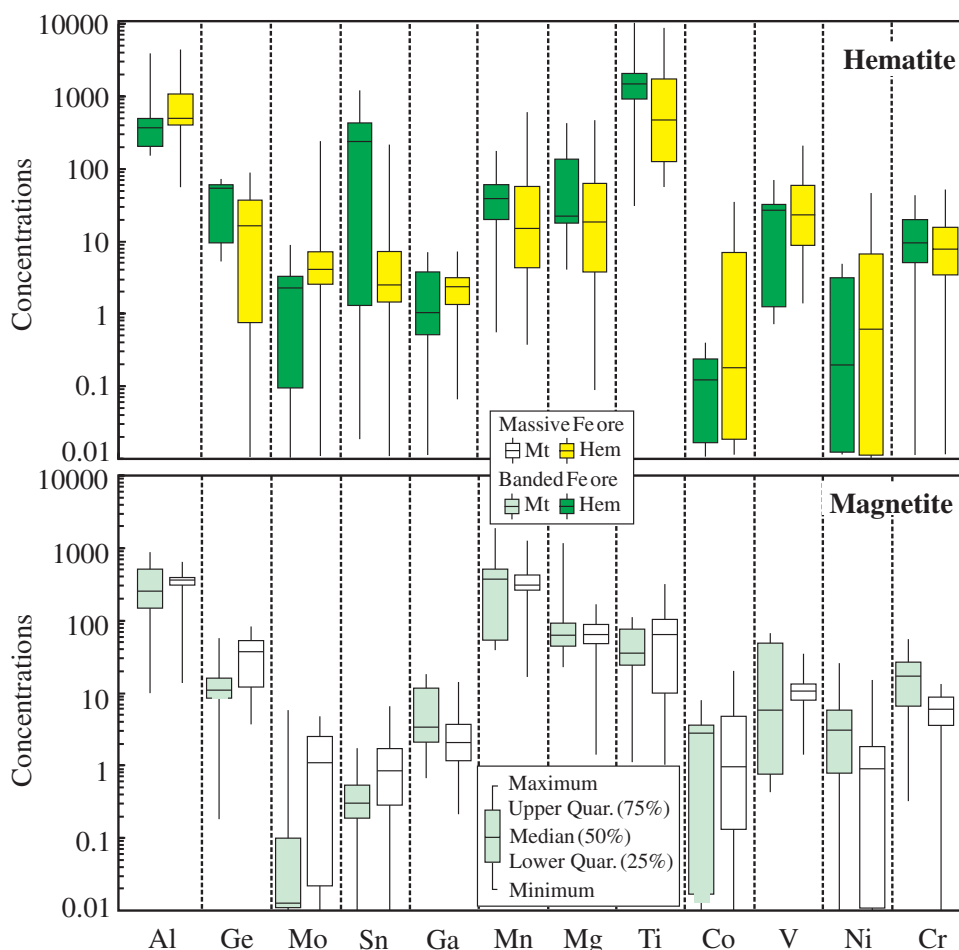 10000
Hematite
1000
100
10
1
0.1
0.01
Concentrations
Massive Fe ore
Mt Hem
Banded Fe ore
Mt Hem
10000
Magnetite
1000
100
10
1
0.1
0.01
Concentrations
Maximum
Upper Quar. (75%)
Median (50%)
Lower Quar. (25%)
Minimum
Al Ge Mo Sn Ga Mn Mg Ti Co V Ni Cr